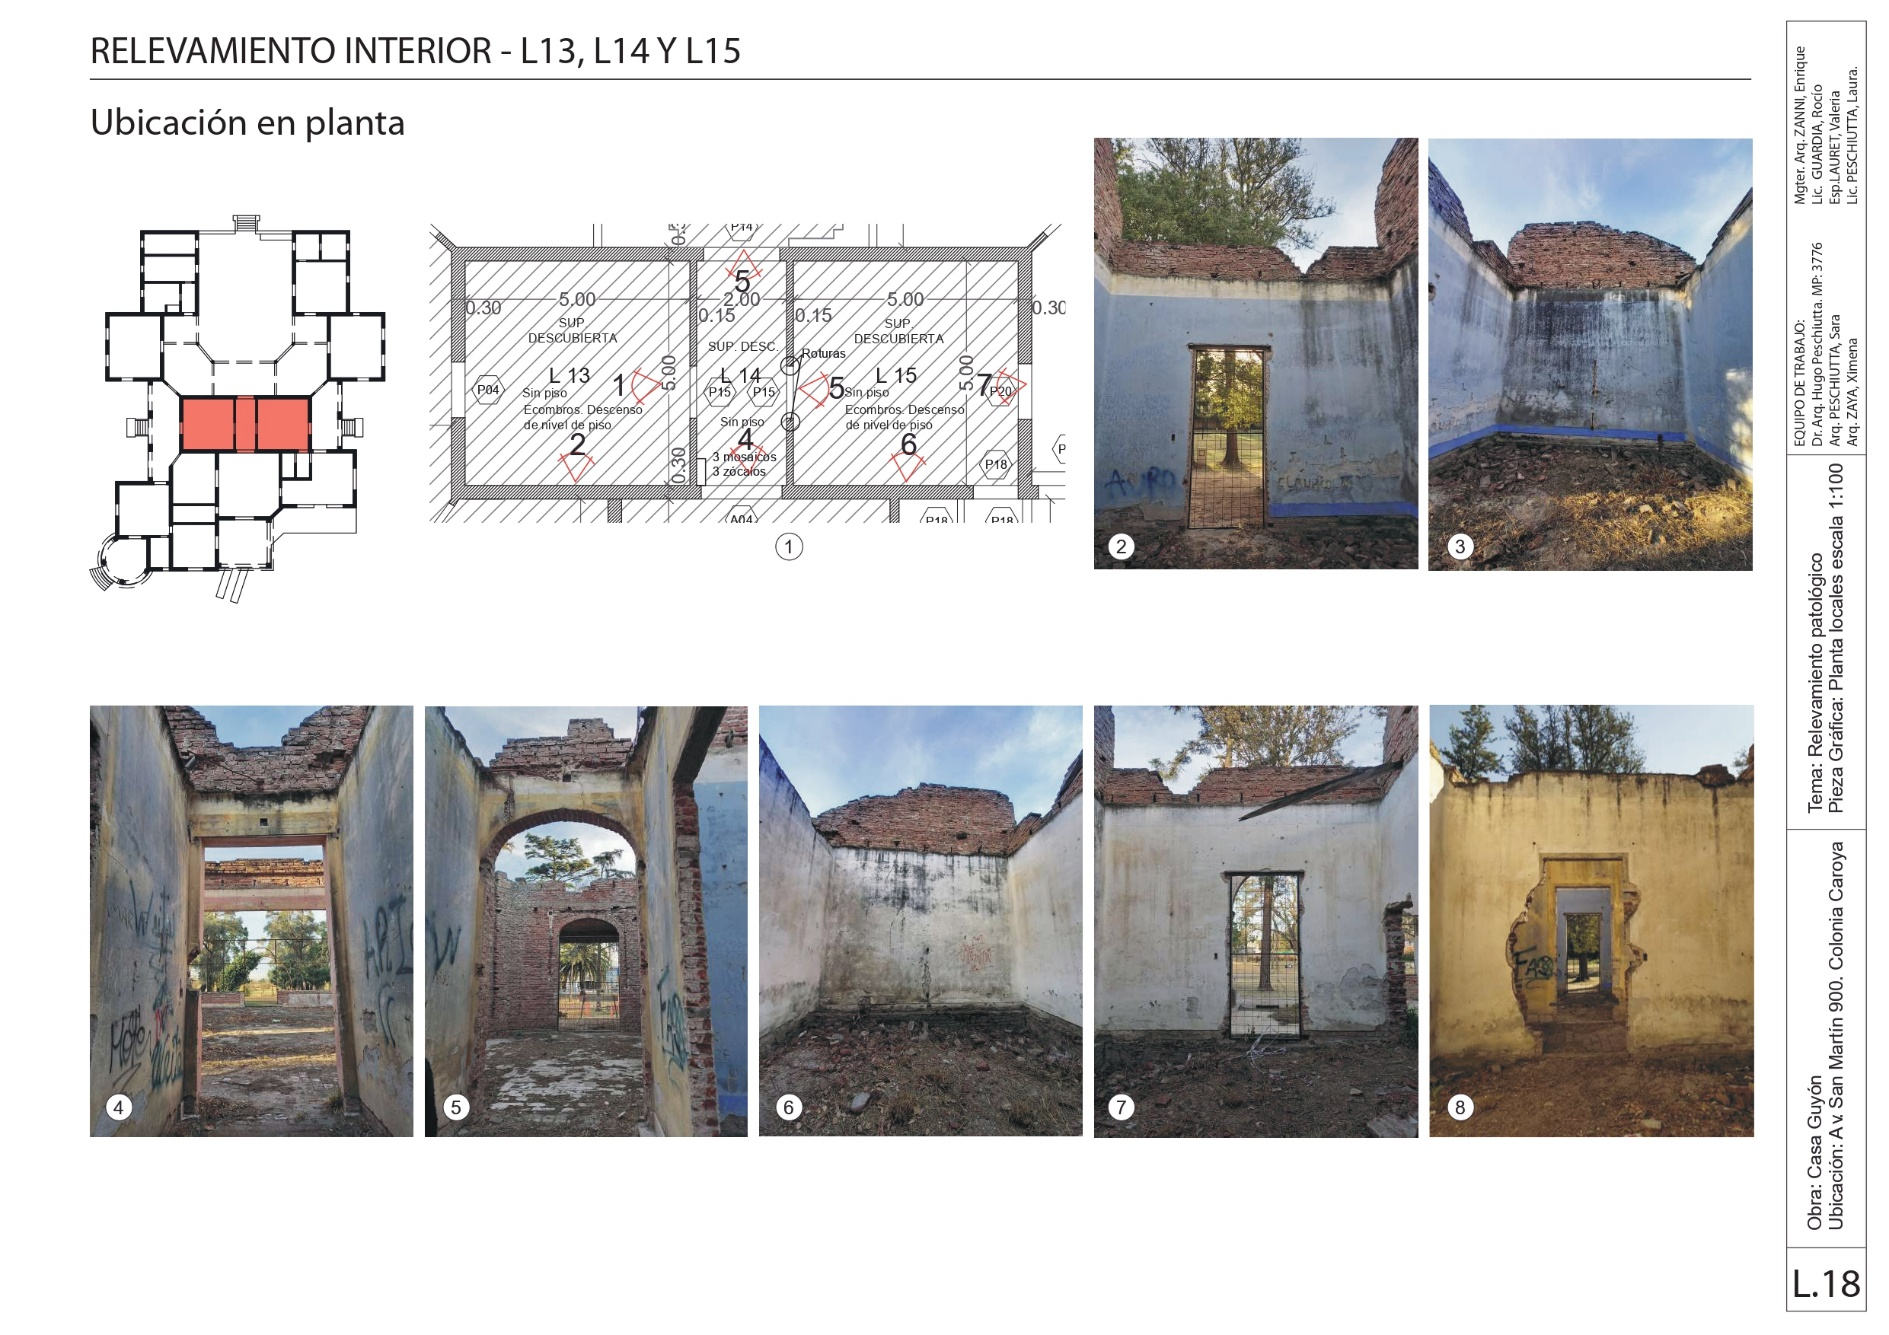 RELEVAMIENTO INTERIOR - L13, L14 Y L15
Ubicación en planta
P14
0.30
5.00
5
2.00
5.00
0.30
0.15
0.15
SUP.
DESCUBIERTA
SUP. DESC.
SUP.
DESCUBIERTA
Roturas
P04
L 13
1
5.00
L 14
P15
P15
5
L 15
5.00
7
P20
Sin piso
Sin piso
Ecombros. Descenso
de nivel de piso
Sin piso
Ecombros. Descenso
de nivel de piso
2
4
6
3 mosaicos
3 zócalos
0.30
P18
A04
P18
P18
1
2
3
4
5
6
7
8
FAO
Mgter. Arq. ZANNI, Enrique
Lic. GUARDIA, Rocío
Esp.LAURET, Valeria
Lic. PESCHIUTTA, Laura.
EQUIPO DE TRABAJO:
Dr. Arq. Hugo Peschiutta. MP: 3776
Arq. PESCHIUTTA, Sara
Arq. ZAYA, Ximena
Tema: Relevamiento patológico
Pieza Gráfica: Planta locales escala 1:100
Obra: Casa Guyón
Ubicación: Av. San Martín 900. Colonia Caroya
L.18